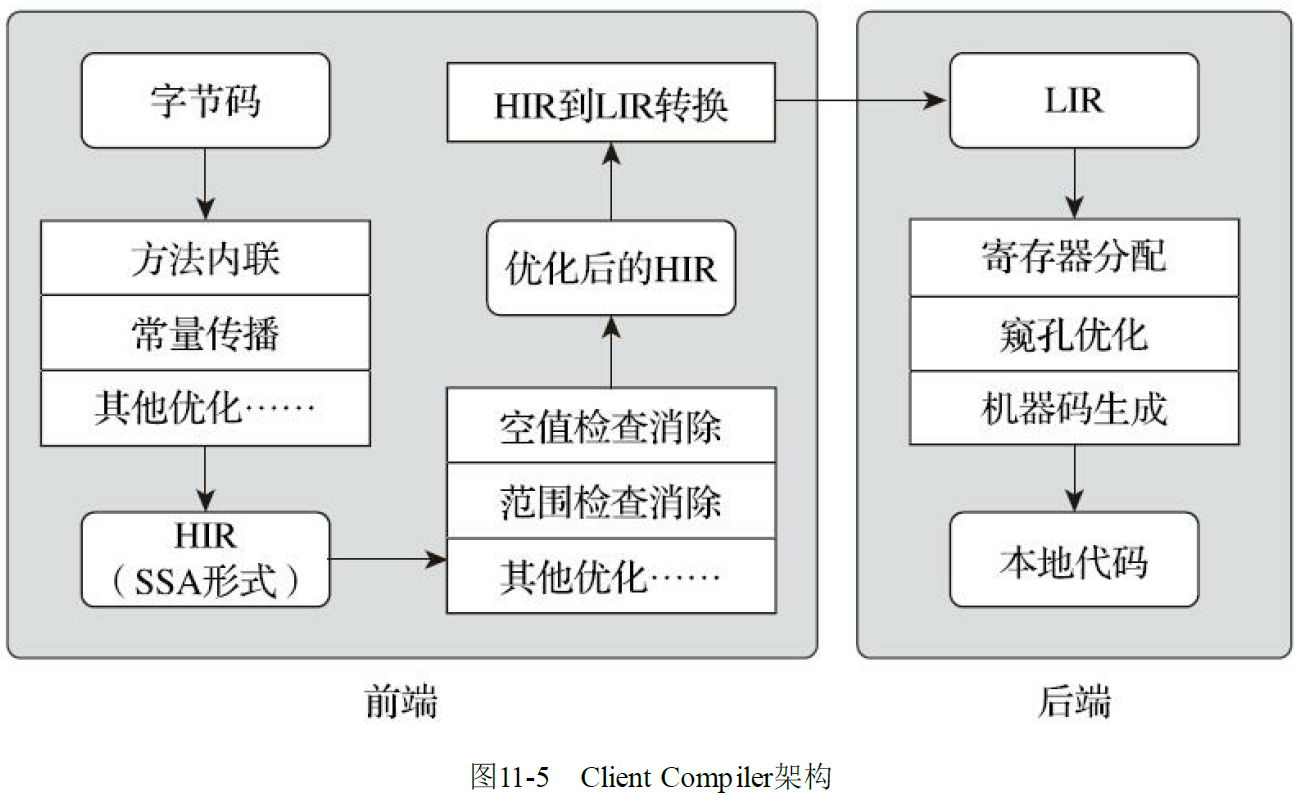 字节码
方法内联
常量传播
其他优化……
HIR
（SSA形式）
空值检查消除
范围检查消除
其他优化……
优化后的HIR
HIR到LIR转换
LIR
寄存器分配
窥孔优化
机器码生成
本地代码
前端
后端
图11-5 Client Compiler架构